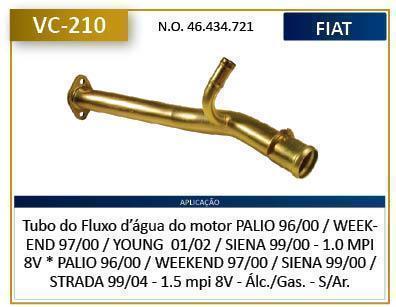 VC-210
N.O. 46.434.721
FIAT
APLICAÇÃO
Tubo do Fluxo d'água do motor PALIO 96/00 / WEEK-
END 97/00 / YOUNG 01/02 / SIENA 99/00 - 1.0 MPI
8V * PALIO 96/00 / WEEKEND 97/00 / SIENA 99/00 /
STRADA 99/04 - 1.5 mpi 8V - Álc./Gas. - S/Ar.